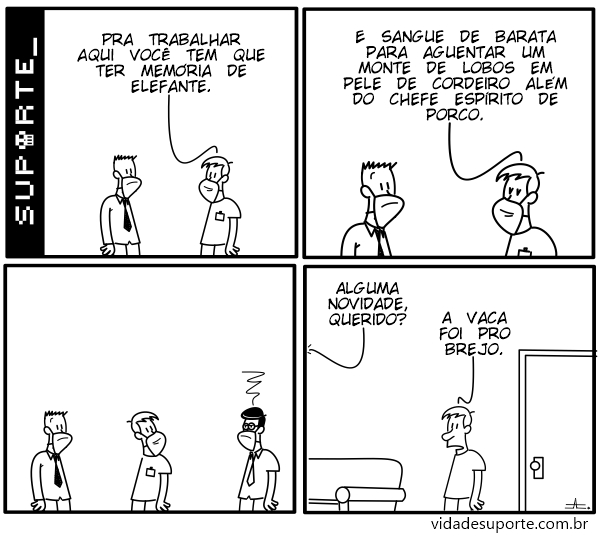 SUPORTE_
PRA TRABALHAR
AQUI VOCÊ TEM QUE
TER MEMÓRIA DE
ELEFANTE.
E SANGUE DE BARATA
PARA AGUENTAR UM
MONTE DE LOBOS EM
PELE DE CORDEIRO ALÉM
DO CHEFE ESPÍRITO DE
PORCO.
ALGUMA
NOVIDADE,
QUERIDO?
A VACA
FOI PRO
BREJO.
vidadesuporte.com.br